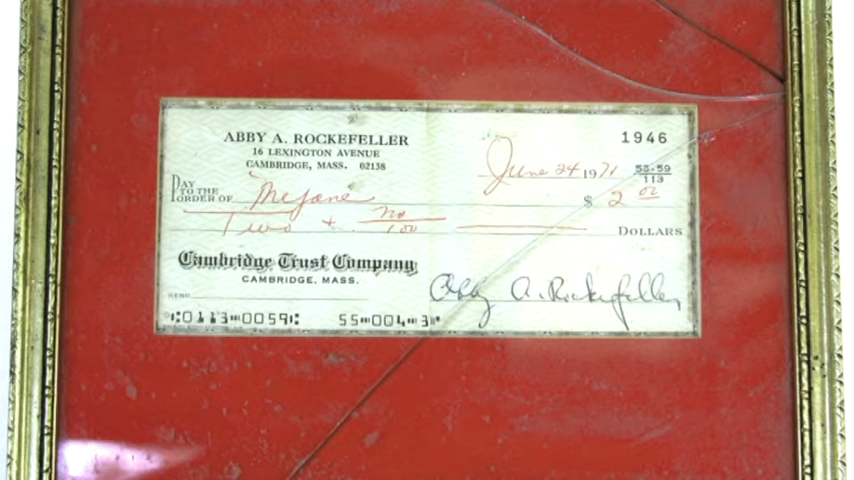 ABBY A. ROCKEFELLER
16 LEXINGTON AVENUE
CAMBRIDGE, MASS. 02138
1946
June 24 1971
53-59
113
PAY TO THE ORDER OF McJane
$ 2 00
Two + no/100 DOLLARS
Cambridge Trust Company
CAMBRIDGE, MASS.
MEMO
Abby A. Rockefeller
⑆0113⑉0059⑆ 55⑉004⑉3⑈